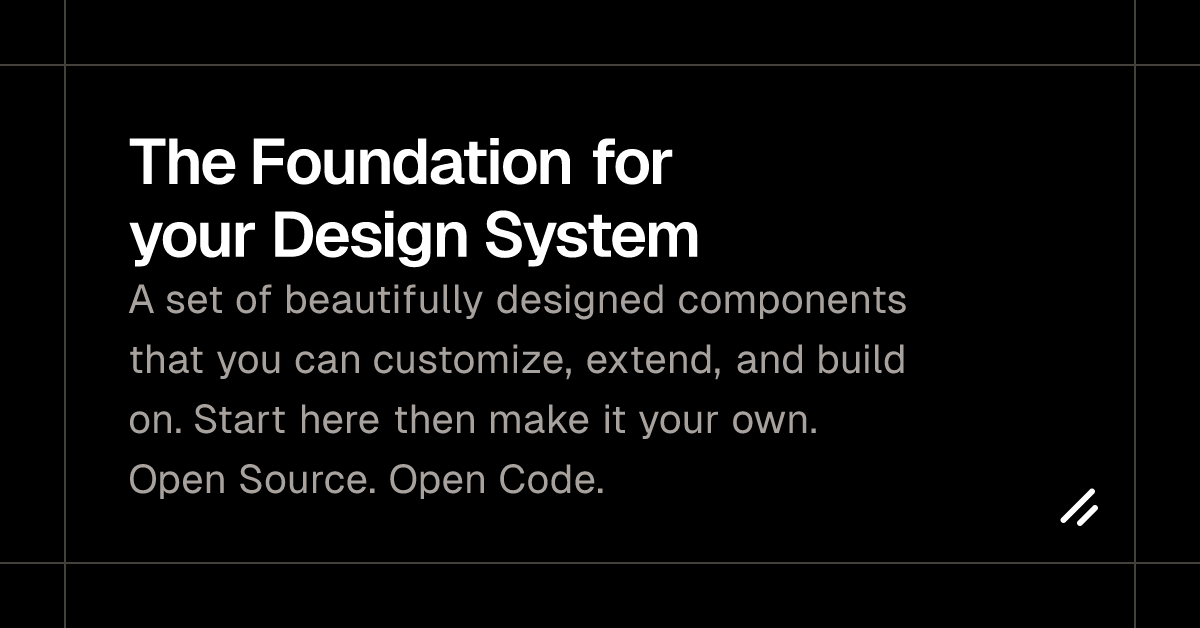 The Foundation for
your Design System
A set of beautifully designed components
that you can customize, extend, and build
on. Start here then make it your own.
Open Source. Open Code.